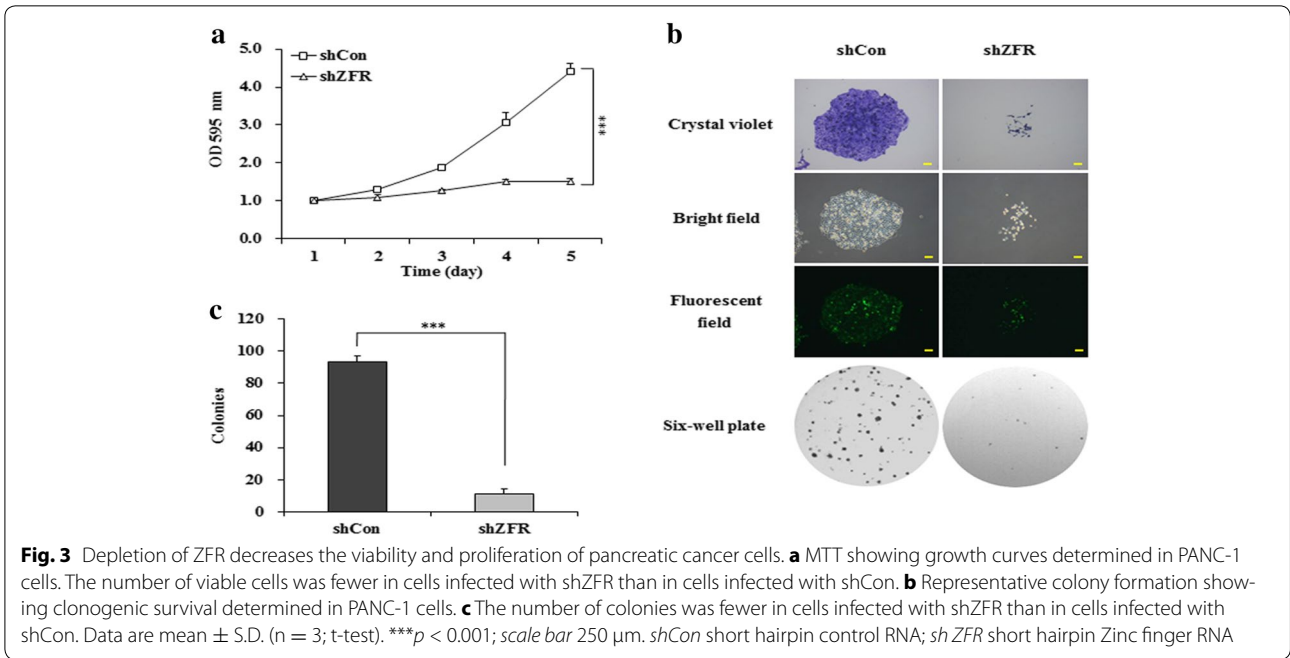 a
5.0
shCon
shZFR
4.0
3.0
2.0
1.0
0.0
OD 595 nm
***
1 2 3 4 5
Time (day)
b
shCon shZFR
Crystal violet
Bright field
Fluorescent
field
Six-well plate
c
120
100
80
60
40
20
0
Colonies
***
shCon shZFR
Fig. 3 Depletion of ZFR decreases the viability and proliferation of pancreatic cancer cells. a MTT showing growth curves determined in PANC-1
cells. The number of viable cells was fewer in cells infected with shZFR than in cells infected with shCon. b Representative colony formation show-
ing clonogenic survival determined in PANC-1 cells. c The number of colonies was fewer in cells infected with shZFR than in cells infected with
shCon. Data are mean ± S.D. (n = 3; t-test). ***p < 0.001; scale bar 250 μm. shCon short hairpin control RNA; sh ZFR short hairpin Zinc finger RNA